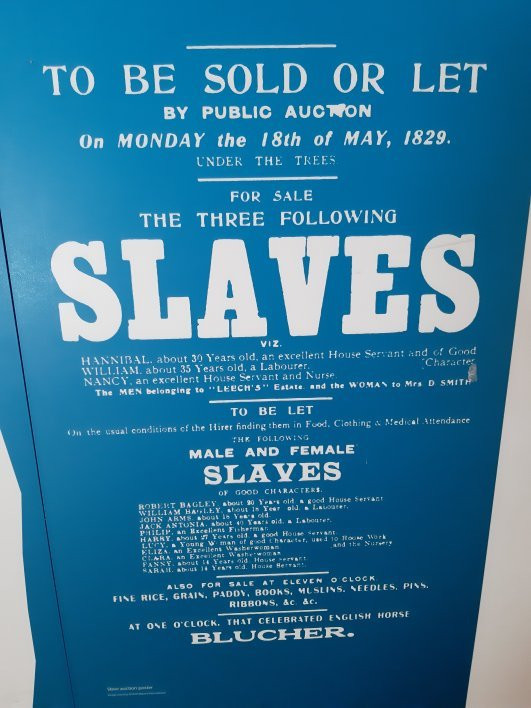 TO BE SOLD OR LET
BY PUBLIC AUCTION
On MONDAY the 18th of MAY, 1829.
UNDER THE TREES
FOR SALE
THE THREE FOLLOWING
SLAVES
VIZ.
HANNIBAL, about 30 Years old, an excellent House Servant and of Good
WILLIAM, about 35 Years old, a Labourer. Character
NANCY, an excellent House Servant and Nurse.
The MEN belonging to "LEECH'S" Estate, and the WOMAN to Mrs D SMITH
TO BE LET
On the usual conditions of the Hirer finding them in Food, Clothing & Medical Attendance
THE FOLLOWING
MALE AND FEMALE
SLAVES
OF GOOD CHARACTERS.
ROBERT BAGLEY, about 20 Years old, a good House Servant
WILLIAM BAGLEY, about 18 Year old, a Labourer.
JOHN ARMS, about 18 Years old.
JACK ANTONIA, about 40 Years old, a Labourer.
PHILIP, an Excellent Fisherman.
HARRY, about 27 Years old, a good House Servant
LUCY, a Young W man of good Character, used to House Work
ELIZA, an Excellent Washerwoman. and the Nursery
CLARA, an Excellent Washerwoman.
FANNY, about 14 Years old, House Servant.
SARAH, about 14 Years old, House Servant.
ALSO FOR SALE AT ELEVEN O'CLOCK
FINE RICE, GRAIN, PADDY, BOOKS, MUSLINS, NEEDLES, PINS,
RIBBONS, &c &c.
AT ONE O'CLOCK, THAT CELEBRATED ENGLISH HORSE
BLUCHER.
Slave auction poster